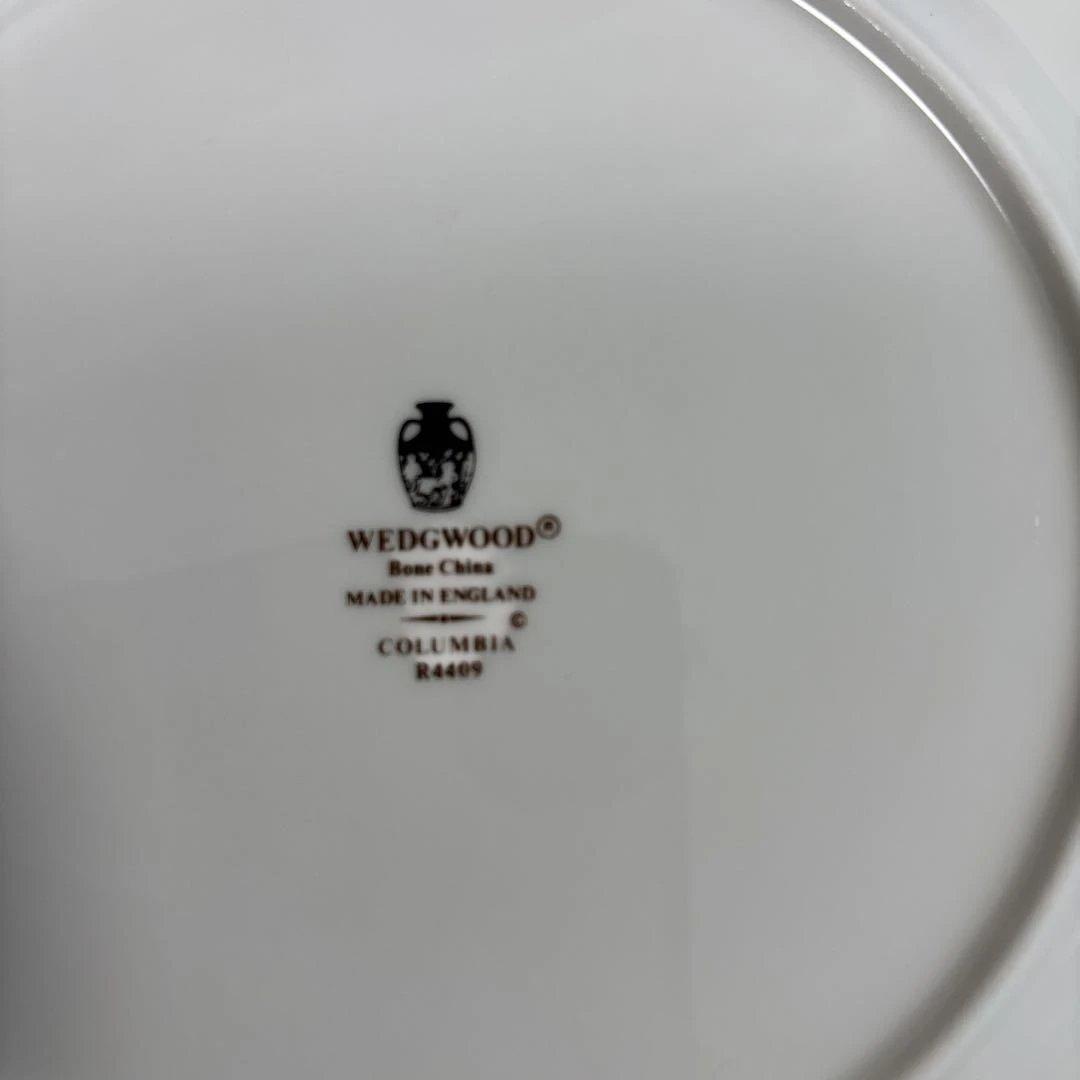 WEDGWOOD®
Bone China
MADE IN ENGLAND
©
COLUMBIA
R4409